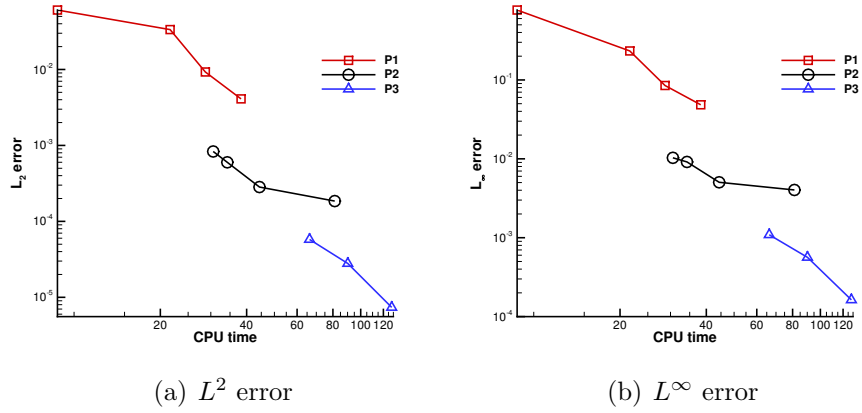 L₂ error
10⁻²
10⁻³
10⁻⁴
10⁻⁵
P1
P2
P3
20 40 60 80 100 120
CPU time
(a) L² error
L∞ error
10⁻¹
10⁻²
10⁻³
10⁻⁴
P1
P2
P3
20 40 60 80 100 120
CPU time
(b) L∞ error